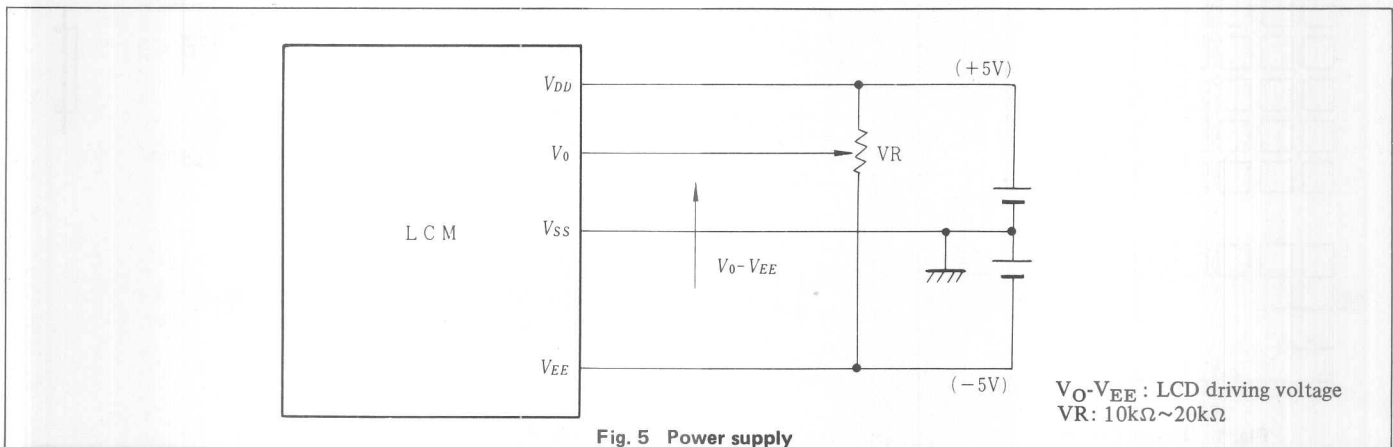 (+5V)
VDD
V0
VR
LCM
VSS
V0-VEE
VEE
(−5V)
VO-VEE : LCD driving voltage
VR: 10kΩ~20kΩ
Fig. 5 Power supply